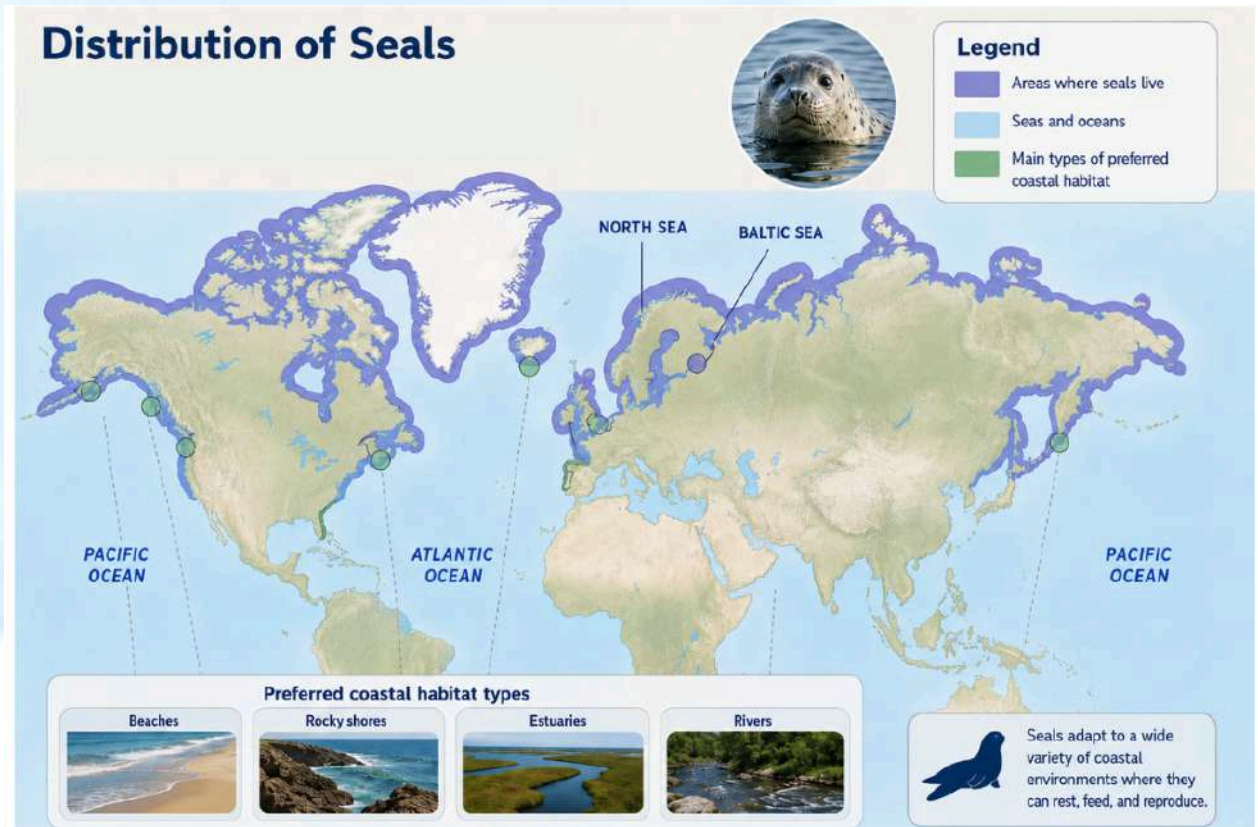 Distribution of Seals
Legend
Areas where seals live
Seas and oceans
Main types of preferred
coastal habitat
NORTH SEA
BALTIC SEA
PACIFIC
OCEAN
ATLANTIC
OCEAN
PACIFIC
OCEAN
Preferred coastal habitat types
Beaches
Rocky shores
Estuaries
Rivers
Seals adapt to a wide
variety of coastal
environments where they
can rest, feed, and reproduce.